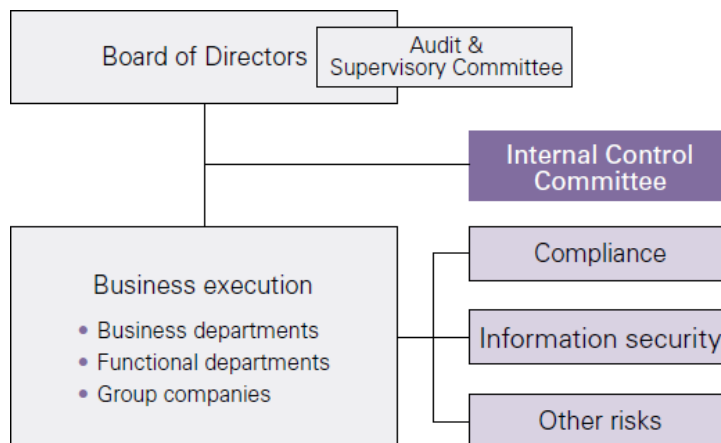 Board of Directors
Audit &
Supervisory Committee
Internal Control
Committee
Business execution
• Business departments
• Functional departments
• Group companies
Compliance
Information security
Other risks